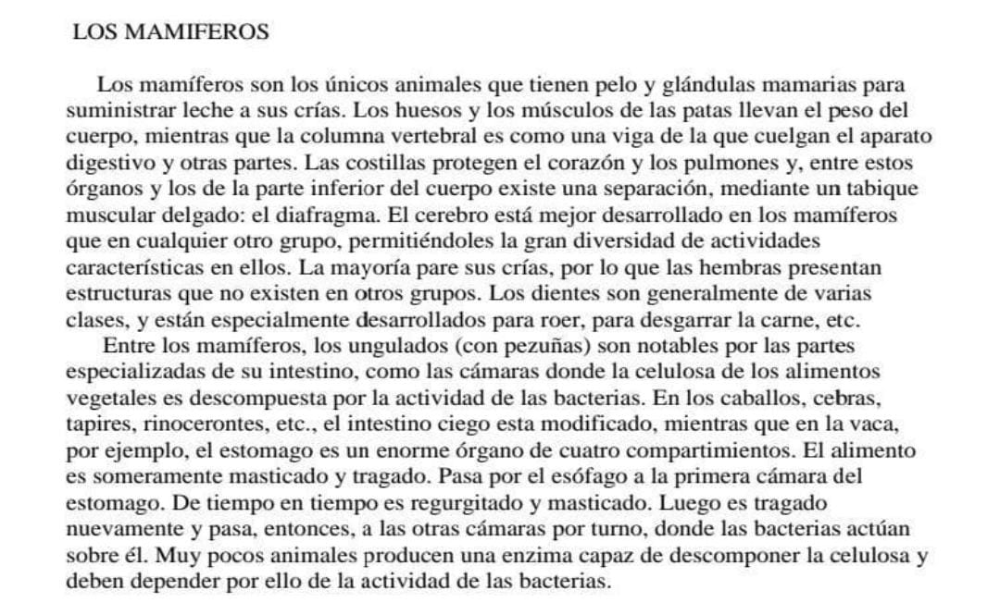 LOS MAMIFEROS
Los mamíferos son los únicos animales que tienen pelo y glándulas mamarias para
suministrar leche a sus crías. Los huesos y los músculos de las patas llevan el peso del
cuerpo, mientras que la columna vertebral es como una viga de la que cuelgan el aparato
digestivo y otras partes. Las costillas protegen el corazón y los pulmones y, entre estos
órganos y los de la parte inferior del cuerpo existe una separación, mediante un tabique
muscular delgado: el diafragma. El cerebro está mejor desarrollado en los mamíferos
que en cualquier otro grupo, permitiéndoles la gran diversidad de actividades
características en ellos. La mayoría pare sus crías, por lo que las hembras presentan
estructuras que no existen en otros grupos. Los dientes son generalmente de varias
clases, y están especialmente desarrollados para roer, para desgarrar la carne, etc.
Entre los mamíferos, los ungulados (con pezuñas) son notables por las partes
especializadas de su intestino, como las cámaras donde la celulosa de los alimentos
vegetales es descompuesta por la actividad de las bacterias. En los caballos, cebras,
tapires, rinocerontes, etc., el intestino ciego esta modificado, mientras que en la vaca,
por ejemplo, el estomago es un enorme órgano de cuatro compartimientos. El alimento
es someramente masticado y tragado. Pasa por el esófago a la primera cámara del
estomago. De tiempo en tiempo es regurgitado y masticado. Luego es tragado
nuevamente y pasa, entonces, a las otras cámaras por turno, donde las bacterias actúan
sobre él. Muy pocos animales producen una enzima capaz de descomponer la celulosa y
deben depender por ello de la actividad de las bacterias.